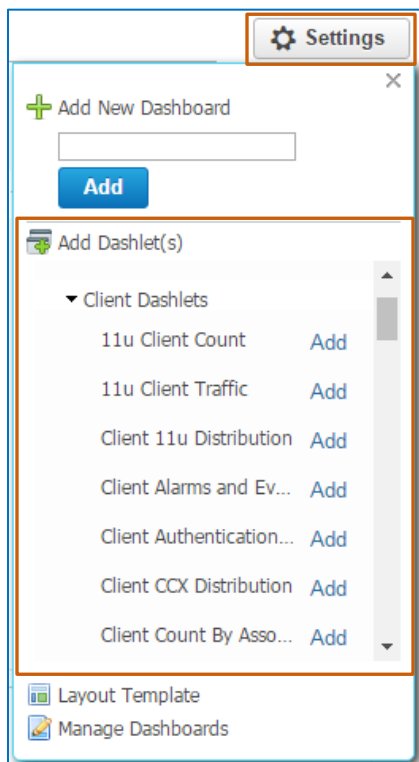 Settings
Add New Dashboard
Add
Add Dashlet(s)
Client Dashlets
11u Client Count Add
11u Client Traffic Add
Client 11u Distribution Add
Client Alarms and Ev... Add
Client Authentication... Add
Client CCX Distribution Add
Client Count By Asso... Add
Layout Template
Manage Dashboards